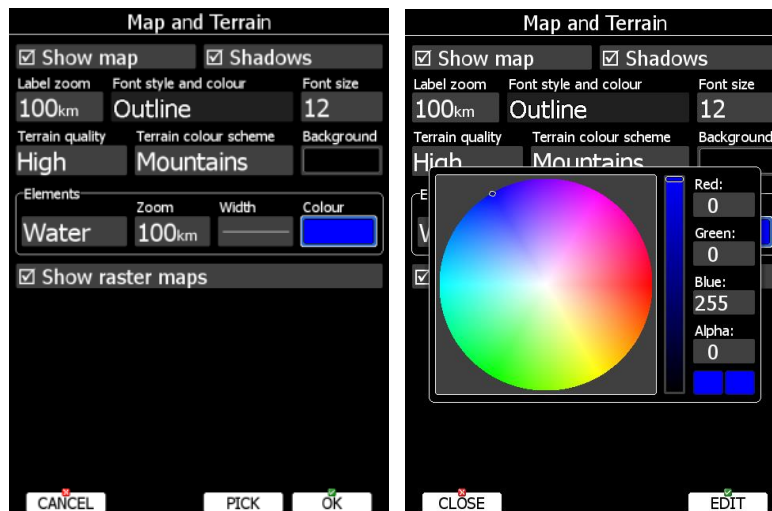 Map and Terrain
Show map Shadows
Label zoom Font style and colour Font size
100km Outline 12
Terrain quality Terrain colour scheme Background
High Mountains
Elements
Zoom Width Colour
Water 100km
Show raster maps
CANCEL PICK OK
Map and Terrain
Show map Shadows
Label zoom Font style and colour Font size
100km Outline 12
Terrain quality Terrain colour scheme Background
High Mountains
Red:
0
Green:
0
Blue:
255
Alpha:
0
CLOSE EDIT